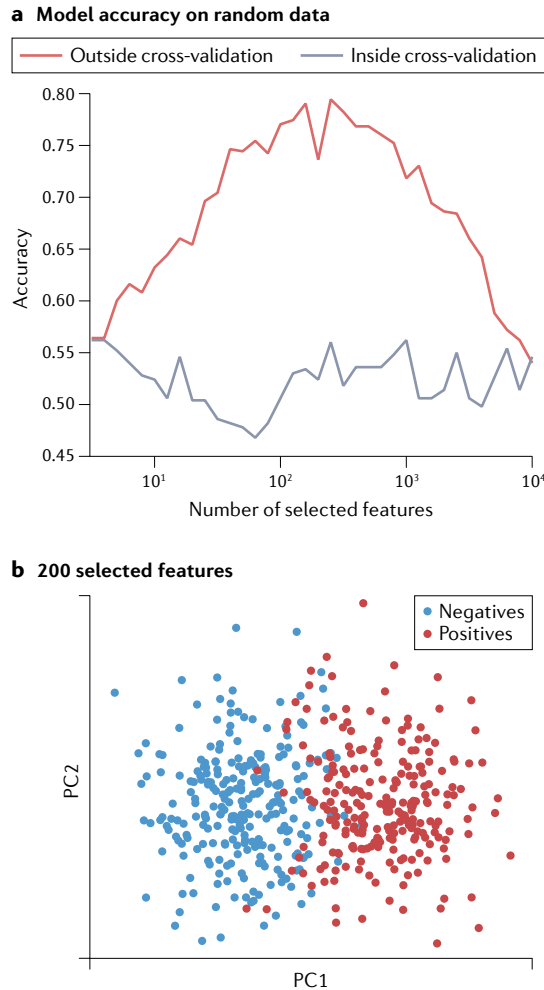 a Model accuracy on random data
Outside cross-validation Inside cross-validation
0.80
0.75
0.70
0.65
0.60
0.55
0.50
0.45
Accuracy
10¹ 10² 10³ 10⁴
Number of selected features
b 200 selected features
Negatives
Positives
PC2
PC1